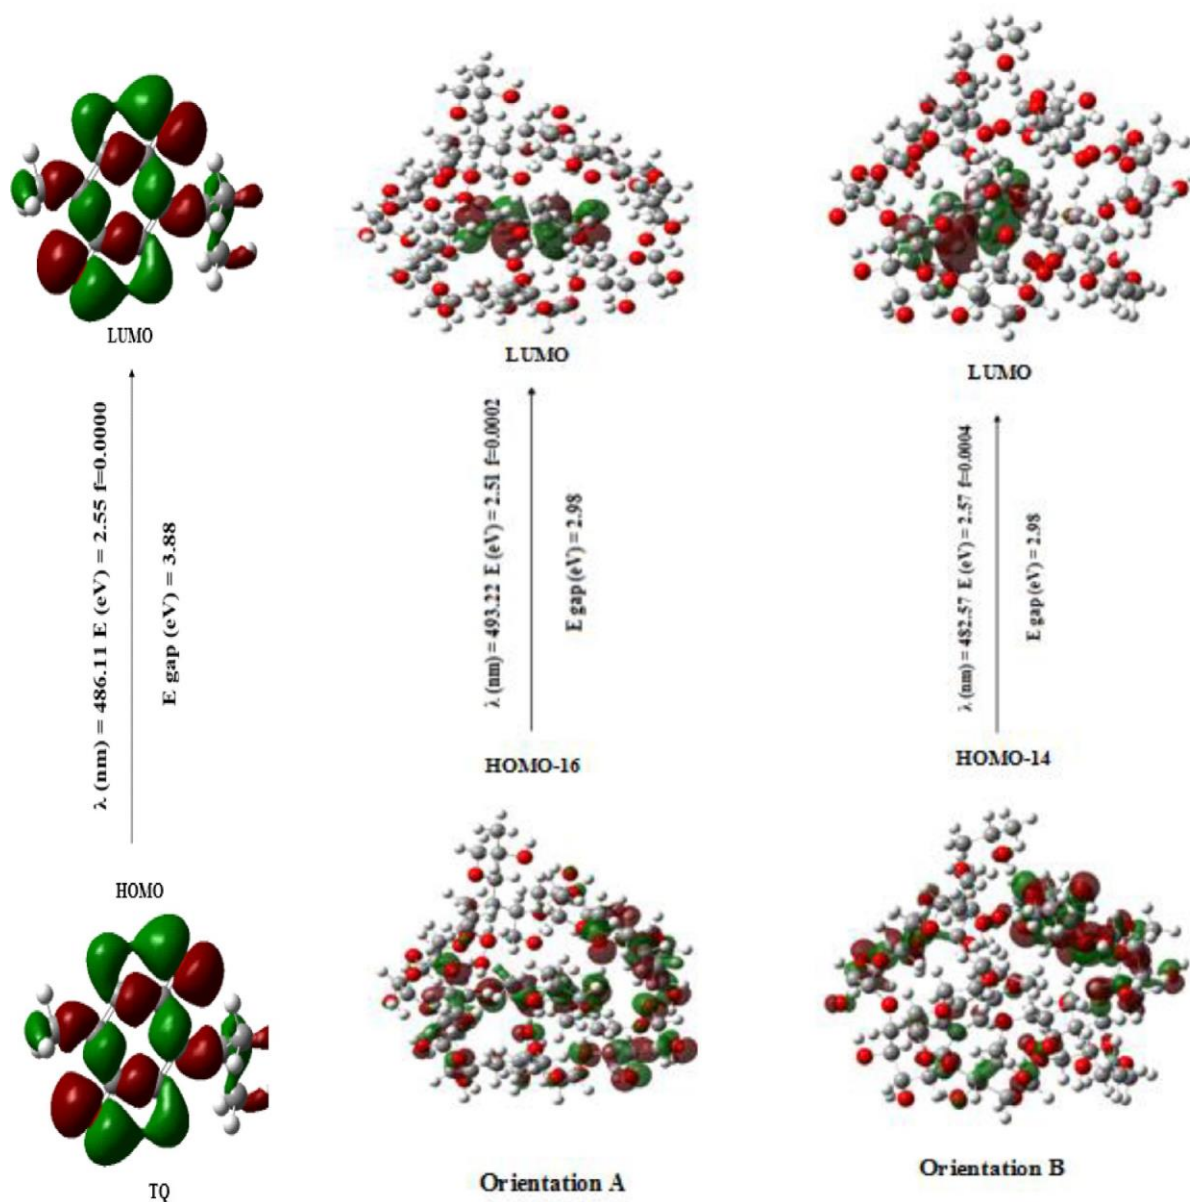 LUMO
λ (nm) = 486.11 E (eV) = 2.55 f=0.0000
E gap (eV) = 3.88
HOMO
TQ
LUMO
λ (nm) = 493.22 E (eV) = 2.51 f=0.0002
E gap (eV) = 2.98
HOMO-16
Orientation A
LUMO
λ (nm) = 482.57 E (eV) = 2.57 f=0.0004
E gap (eV) = 2.98
HOMO-14
Orientation B